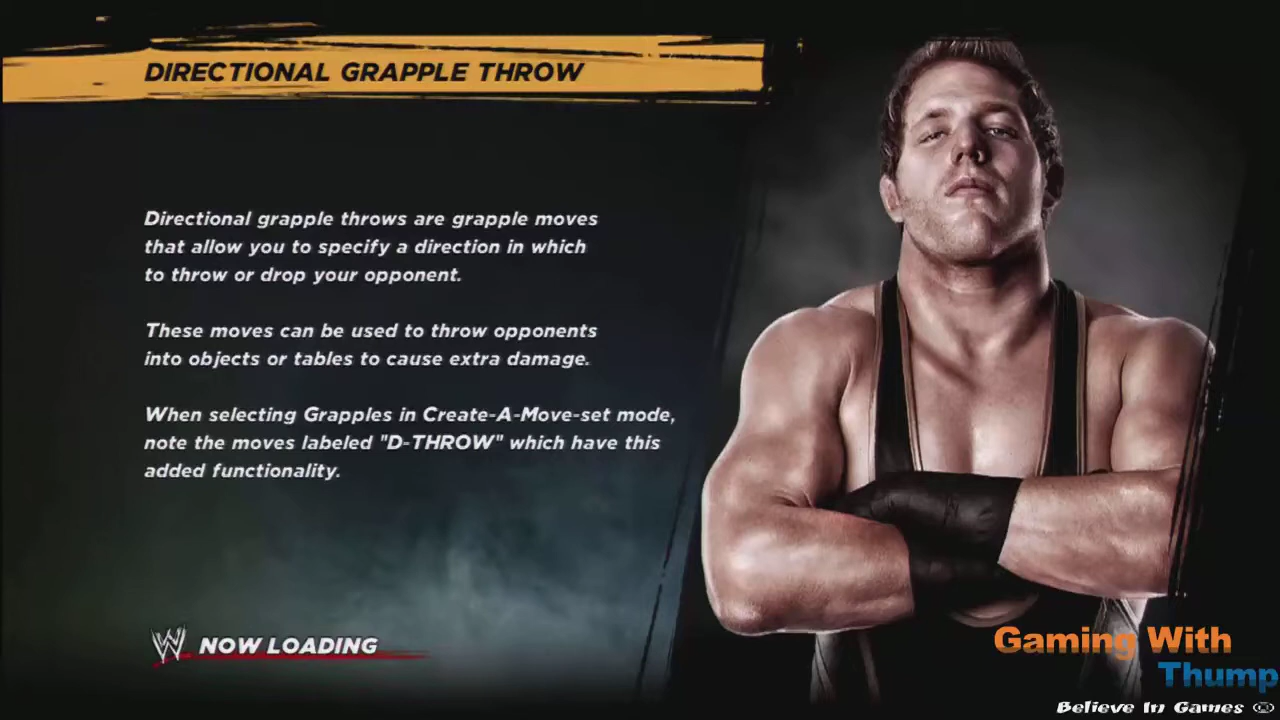 DIRECTIONAL GRAPPLE THROW
Directional grapple throws are grapple moves
that allow you to specify a direction in which
to throw or drop your opponent.
These moves can be used to throw opponents
into objects or tables to cause extra damage.
When selecting Grapples in Create-A-Move-set mode,
note the moves labeled "D-THROW" which have this
added functionality.
W NOW LOADING
Gaming With
Thump
Believe In Games